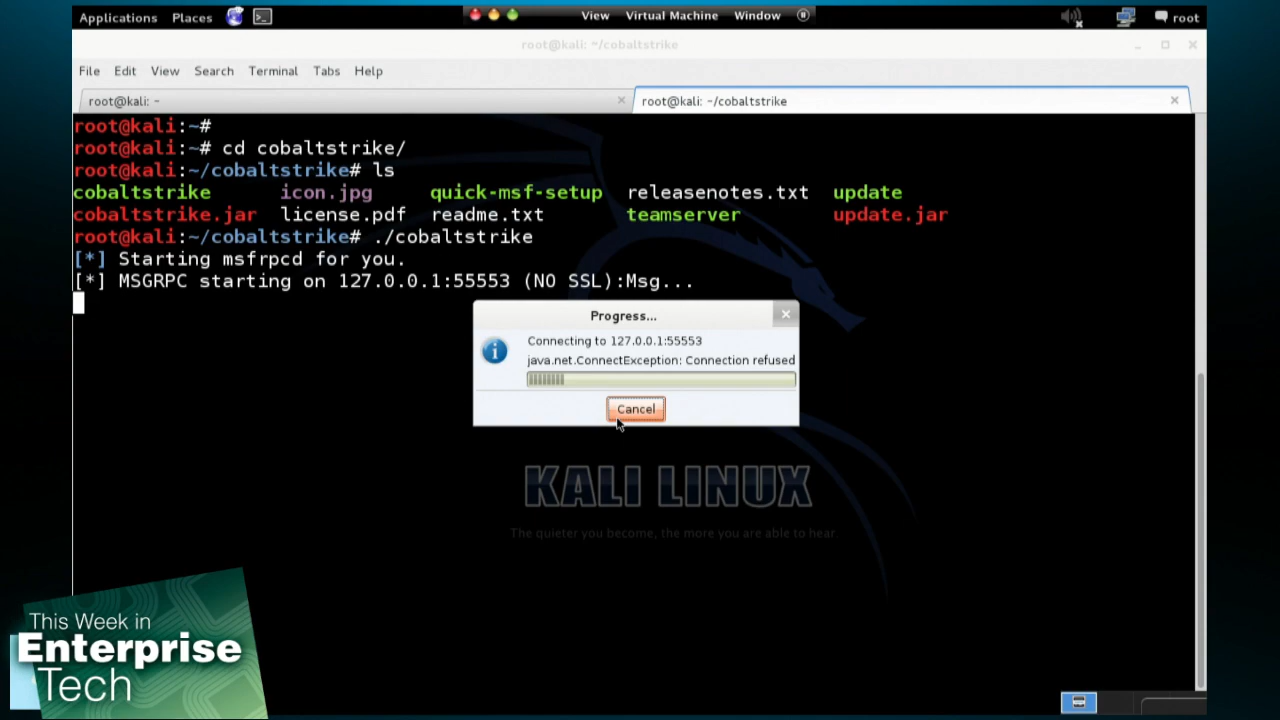 Applications Places View Virtual Machine Window root
root@kali: ~/cobaltstrike
File Edit View Search Terminal Tabs Help
root@kali: ~ root@kali: ~/cobaltstrike
root@kali:~#
root@kali:~# cd cobaltstrike/
root@kali:~/cobaltstrike# ls
cobaltstrike icon.jpg quick-msf-setup releasenotes.txt update
cobaltstrike.jar license.pdf readme.txt teamserver update.jar
root@kali:~/cobaltstrike# ./cobaltstrike
[*] Starting msfrpcd for you.
[*] MSGRPC starting on 127.0.0.1:55553 (NO SSL):Msg...
Progress...
Connecting to 127.0.0.1:55553
java.net.ConnectException: Connection refused
Cancel
KALI LINUX
The quieter you become, the more you are able to hear.
This Week in
Enterprise
Tech